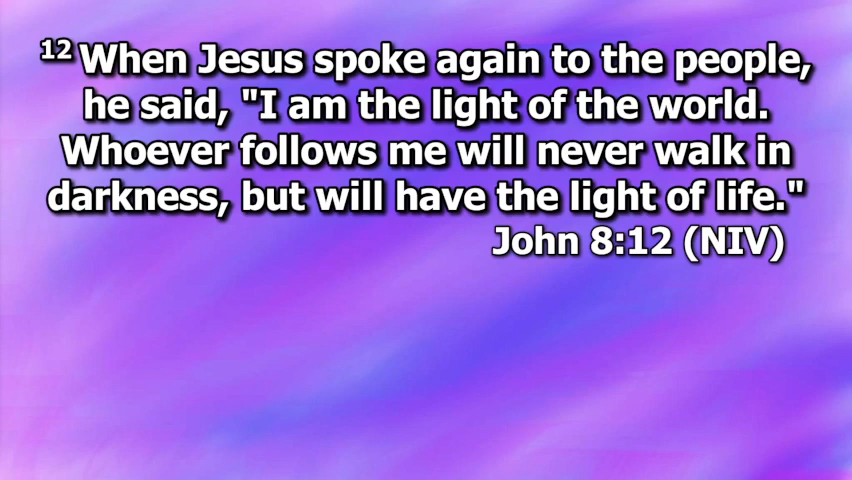 12 When Jesus spoke again to the people,
he said, "I am the light of the world.
Whoever follows me will never walk in
darkness, but will have the light of life."
John 8:12 (NIV)